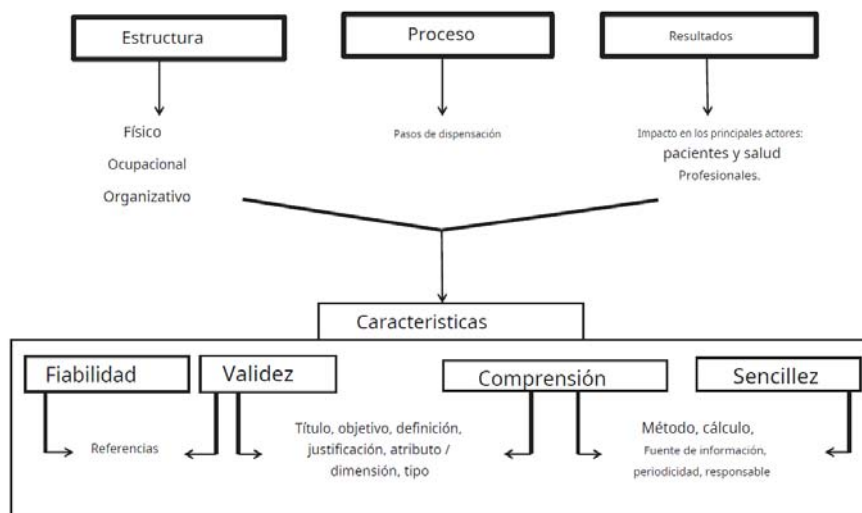 Estructura
Proceso
Resultados
Físico
Ocupacional
Organizativo
Pasos de dispensación
Impacto en los principales actores:
pacientes y salud
Profesionales.
Caracteristicas
Fiabilidad
Validez
Comprensión
Sencillez
Referencias
Título, objetivo, definición,
justificación, atributo /
dimensión, tipo
Método, cálculo,
Fuente de información,
periodicidad, responsable